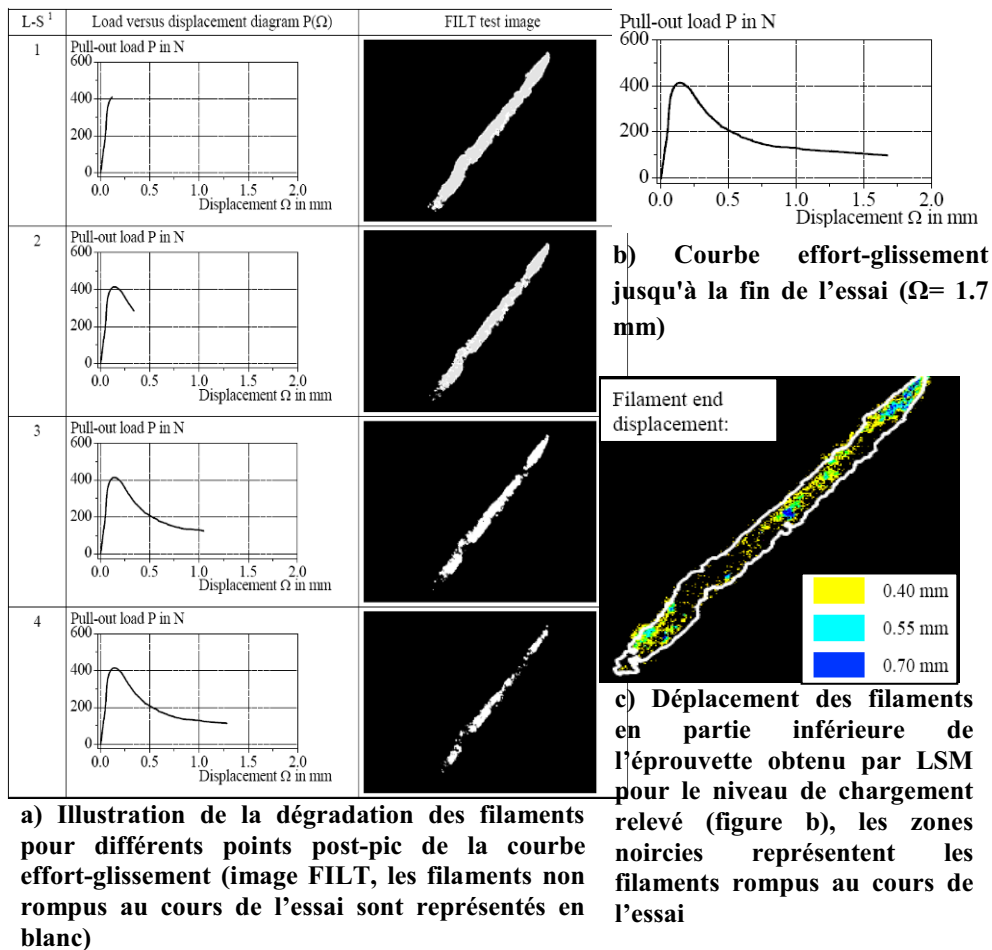 L-S 1 Load versus displacement diagram P(Ω) FILT test image
1
Pull-out load P in N
600
400
200
0
0.0 0.5 1.0 1.5 2.0
Displacement Ω in mm
2
Pull-out load P in N
600
400
200
0
0.0 0.5 1.0 1.5 2.0
Displacement Ω in mm
3
Pull-out load P in N
600
400
200
0
0.0 0.5 1.0 1.5 2.0
Displacement Ω in mm
4
Pull-out load P in N
600
400
200
0
0.0 0.5 1.0 1.5 2.0
Displacement Ω in mm
a) Illustration de la dégradation des filaments
pour différents points post-pic de la courbe
effort-glissement (image FILT, les filaments non
rompus au cours de l’essai sont représentés en
blanc)
Pull-out load P in N
600
400
200
0
0.0 0.5 1.0 1.5 2.0
Displacement Ω in mm
b) Courbe effort-glissement
jusqu'à la fin de l’essai (Ω= 1.7
mm)
Filament end
displacement:
0.40 mm
0.55 mm
0.70 mm
c) Déplacement des filaments
en partie inférieure de
l’éprouvette obtenu par LSM
pour le niveau de chargement
relevé (figure b), les zones
noircies représentent les
filaments rompus au cours de
l’essai